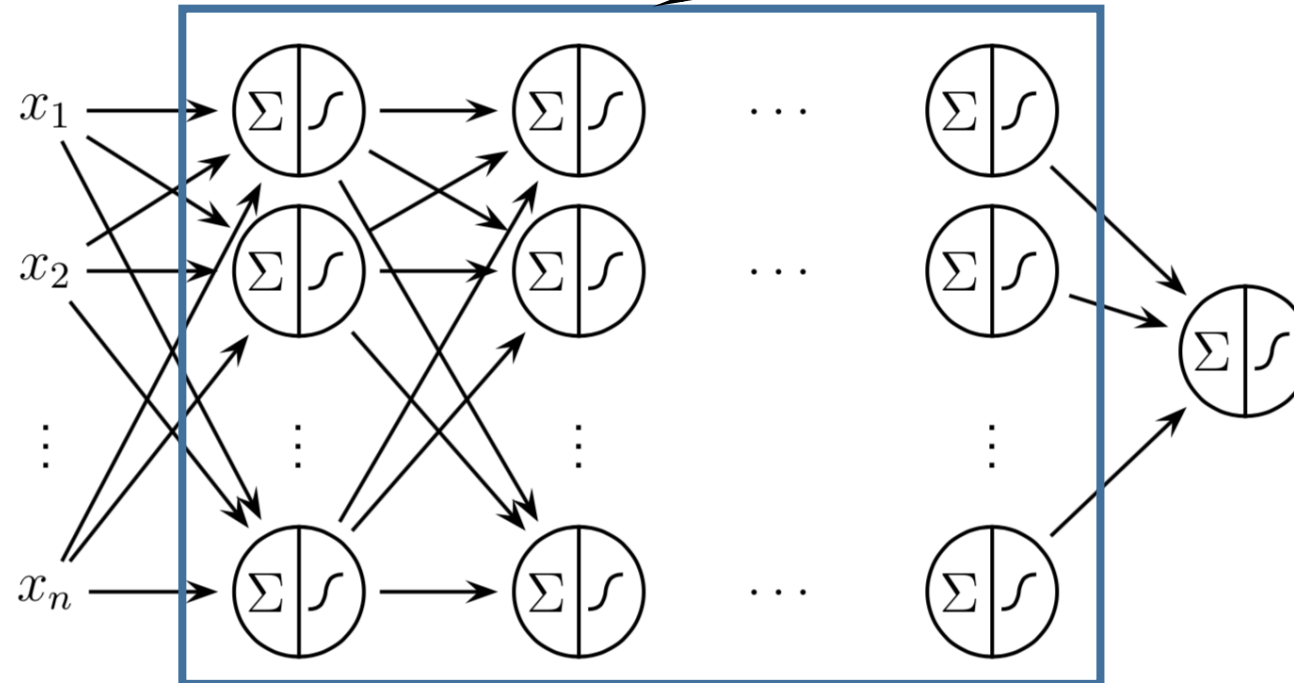 x₁ Σ Σ ... Σ
x₂ Σ Σ ... Σ
Σ
⋮ ⋮ ⋮ ⋮
xₙ Σ Σ ... Σ